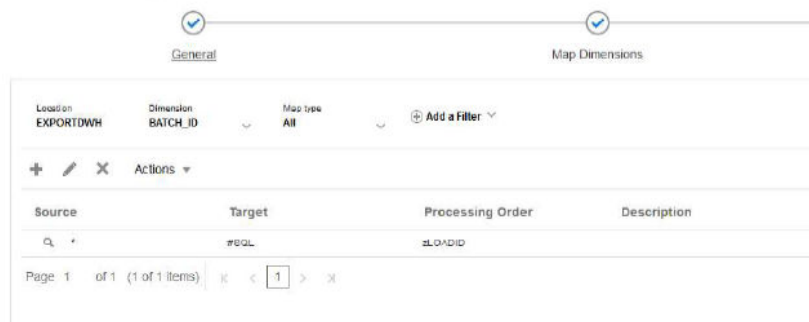 General Map Dimensions
Location Dimension Map type
EXPORTDWH BATCH_ID All Add a Filter
Actions
Source Target Processing Order Description
* #SQL zLOADID
Page 1 of 1 (1 of 1 items) 1